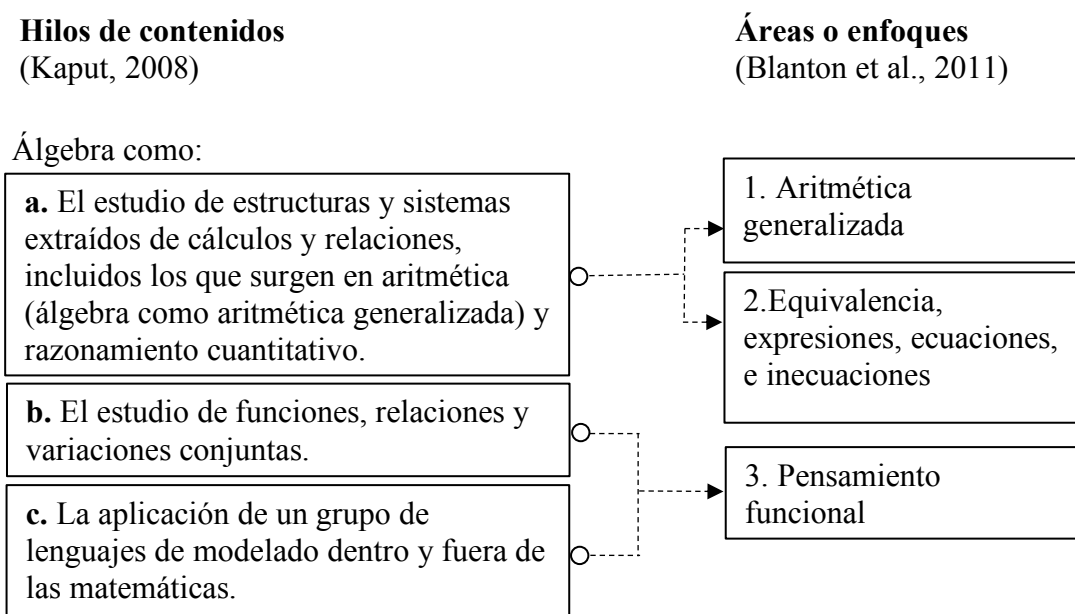 Hilos de contenidos
(Kaput, 2008)
Áreas o enfoques
(Blanton et al., 2011)
Álgebra como:
a. El estudio de estructuras y sistemas
extraídos de cálculos y relaciones,
incluidos los que surgen en aritmética
(álgebra como aritmética generalizada) y
razonamiento cuantitativo.
b. El estudio de funciones, relaciones y
variaciones conjuntas.
c. La aplicación de un grupo de
lenguajes de modelado dentro y fuera de
las matemáticas.
1. Aritmética
generalizada
2.Equivalencia,
expresiones, ecuaciones,
e inecuaciones
3. Pensamiento
funcional